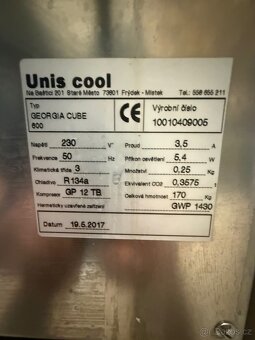 Unis cool
Na Baštici 201 Staré Město 73801 Frýdek - Místek Tel.: 558 655 211
Typ
GEORGIA CUBE
600
CE
Výrobní číslo
10010409005
Napětí 230 V Proud 3,5 A
Frekvence 50 Hz Příkon osvětlení 5,4 W
Klimatická třída 3 Množství 0,25 Kg
Chladivo R134a Ekvivalent CO2 0,3575 t
Kompresor GP 12 TB Celková hmotnost 170 Kg
Hermeticky uzavřené zařízení GWP 1430
Datum 19.5.2017